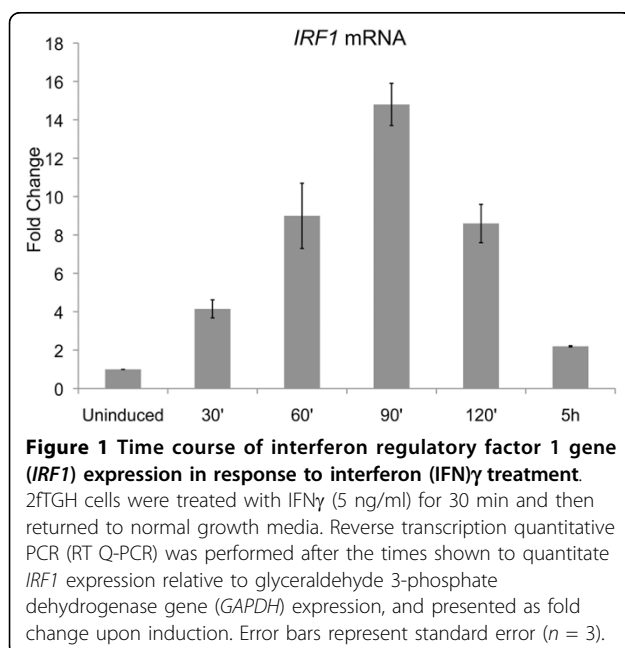 IRF1 mRNA
18
16
14
12
10
8
6
4
2
0
Fold Change
Uninduced 30' 60' 90' 120' 5h
Figure 1 Time course of interferon regulatory factor 1 gene
(IRF1) expression in response to interferon (IFN)γ treatment.
2fTGH cells were treated with IFNγ (5 ng/ml) for 30 min and then
returned to normal growth media. Reverse transcription quantitative
PCR (RT Q-PCR) was performed after the times shown to quantitate
IRF1 expression relative to glyceraldehyde 3-phosphate
dehydrogenase gene (GAPDH) expression, and presented as fold
change upon induction. Error bars represent standard error (n = 3).